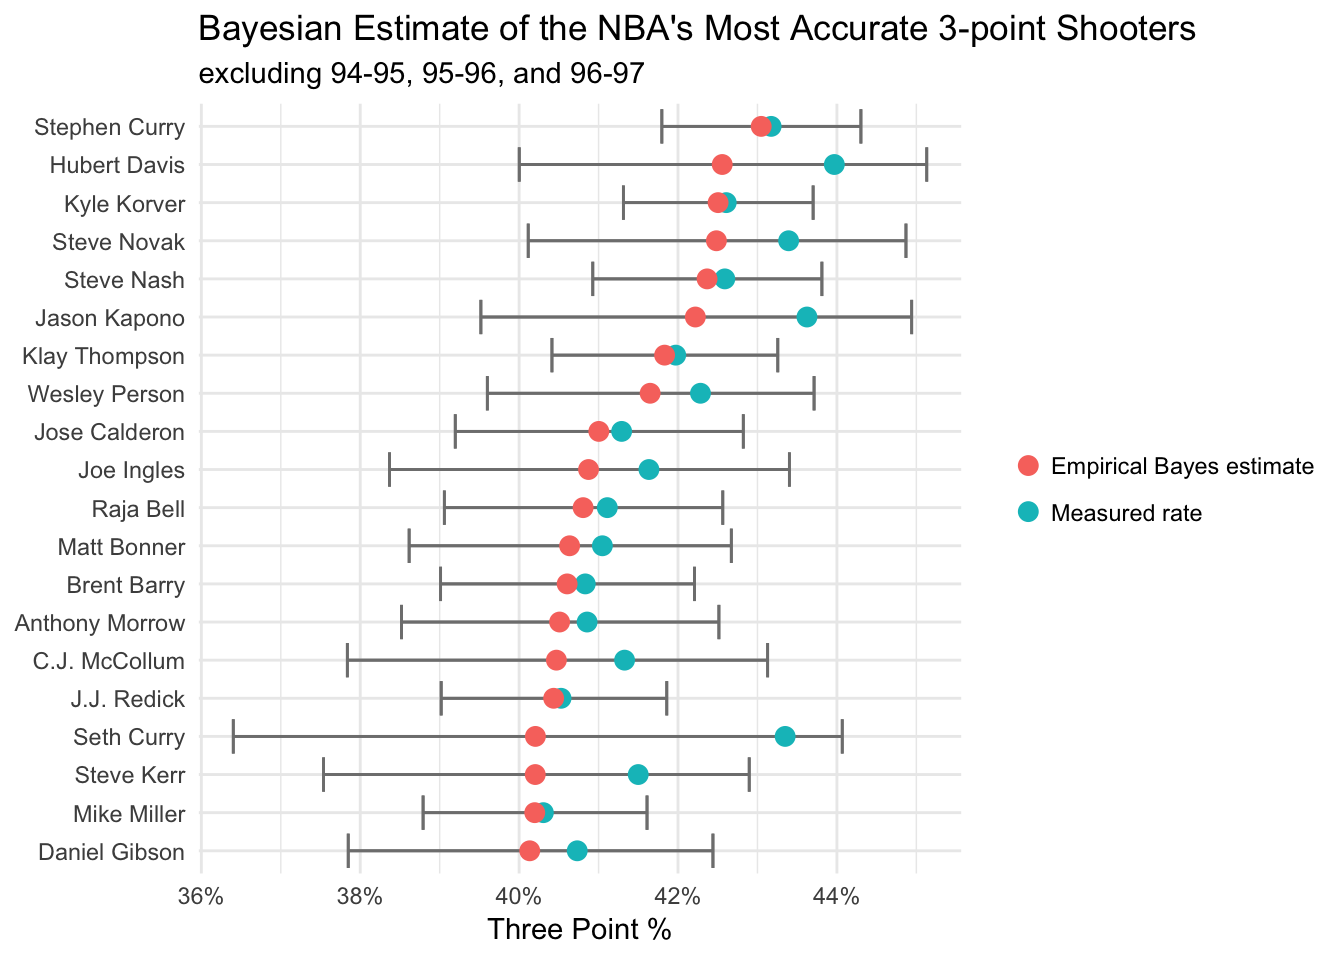 Bayesian Estimate of the NBA's Most Accurate 3-point Shooters
excluding 94-95, 95-96, and 96-97
Stephen Curry
Hubert Davis
Kyle Korver
Steve Novak
Steve Nash
Jason Kapono
Klay Thompson
Wesley Person
Jose Calderon
Joe Ingles
Raja Bell
Matt Bonner
Brent Barry
Anthony Morrow
C.J. McCollum
J.J. Redick
Seth Curry
Steve Kerr
Mike Miller
Daniel Gibson
36% 38% 40% 42% 44%
Three Point %
Empirical Bayes estimate
Measured rate